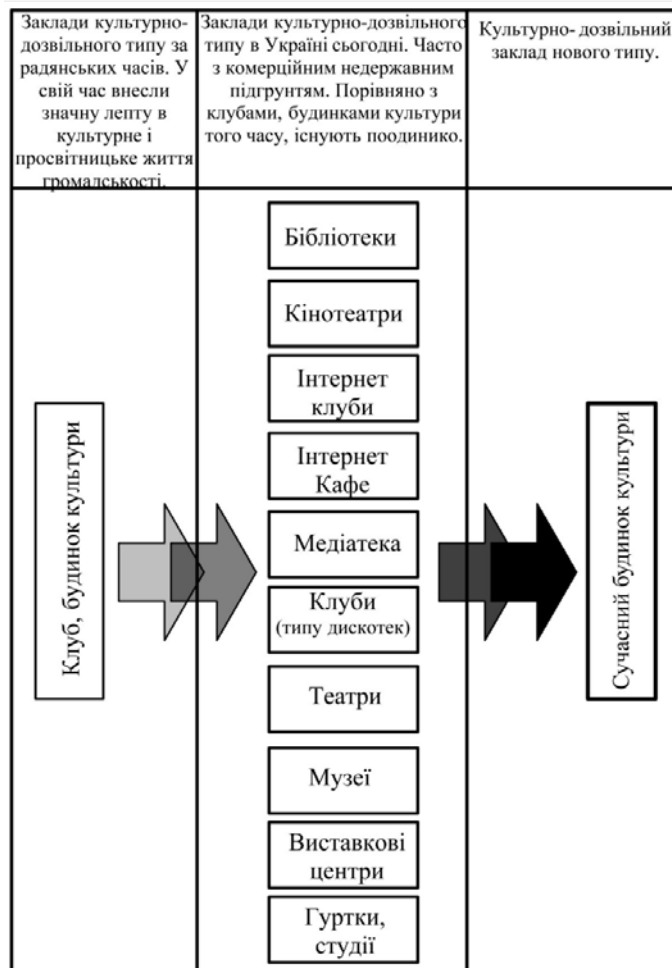 Заклади культурно-
дозвільного типу за
радянських часів. У
свій час внесли
значну лепту в
культурне і
просвітницьке життя
громалськості.
Заклади культурно-дозвільного
типу в Україні сьогодні. Часто
з комерційним недержавним
підгрунтям. Порівняно з
клубами, будинками культури
того часу, існують поодинико.
Культурно- дозвільний
заклад нового типу.
Клуб, будинок культури
Бібліотеки
Кінотеатри
Інтернет
клуби
Інтернет
Кафе
Медіатека
Клуби
(типу дискотек)
Театри
Музеї
Виставкові
центри
Гуртки,
студії
Сучасний будинок культури